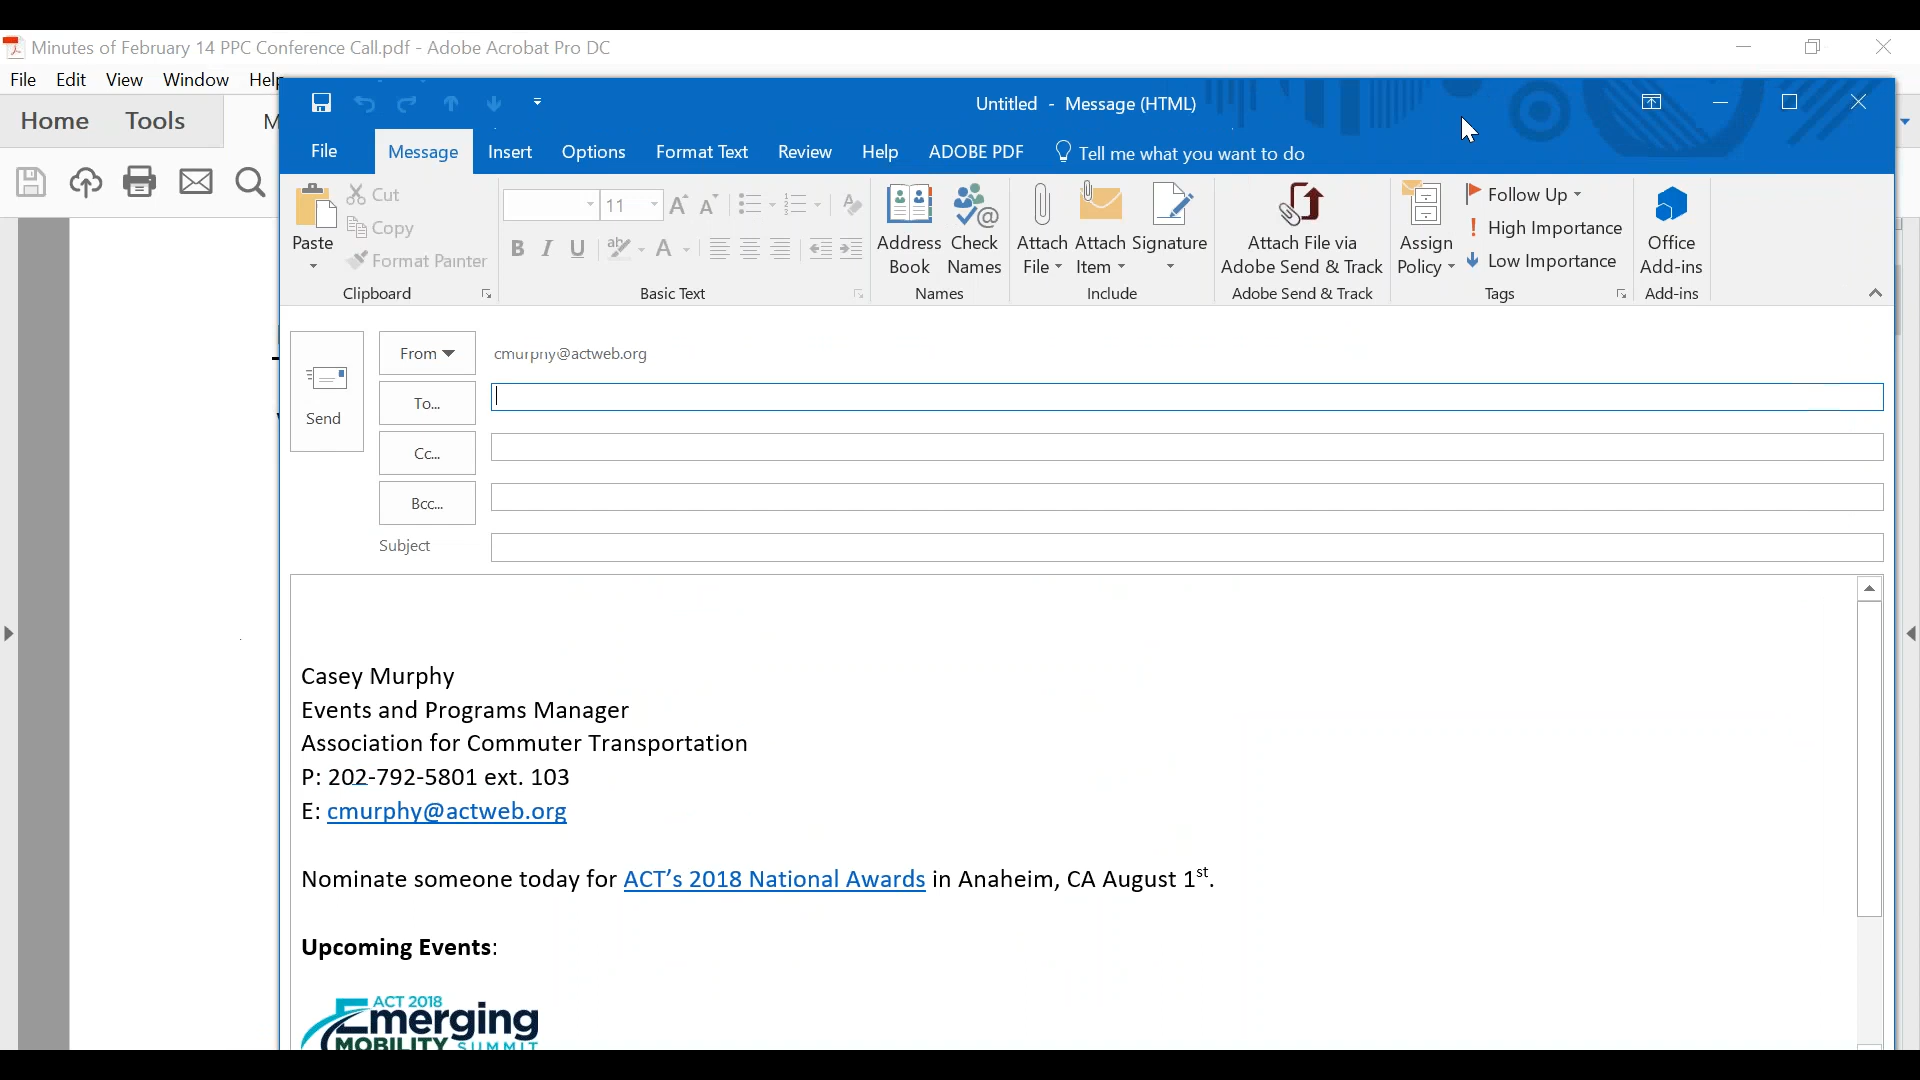 Minutes of February 14 PPC Conference Call.pdf - Adobe Acrobat Pro DC
File Edit View Window Help
Home Tools M
Untitled - Message (HTML)
File Message Insert Options Format Text Review Help ADOBE PDF Tell me what you want to do
Paste
Cut
Copy
Format Painter
Clipboard
11
B I U
Basic Text
Address Book
Check Names
Names
Attach File
Attach Item
Signature
Include
Attach File via Adobe Send & Track
Adobe Send & Track
Assign Policy
Follow Up
High Importance
Low Importance
Tags
Office Add-ins
Add-ins
Send
From cmurphy@actweb.org
To...
Cc...
Bcc...
Subject
Casey Murphy
Events and Programs Manager
Association for Commuter Transportation
P: 202-792-5801 ext. 103
E: cmurphy@actweb.org
Nominate someone today for ACT's 2018 National Awards in Anaheim, CA August 1st.
Upcoming Events:
ACT 2018
Emerging
MOBILITY SUMMIT